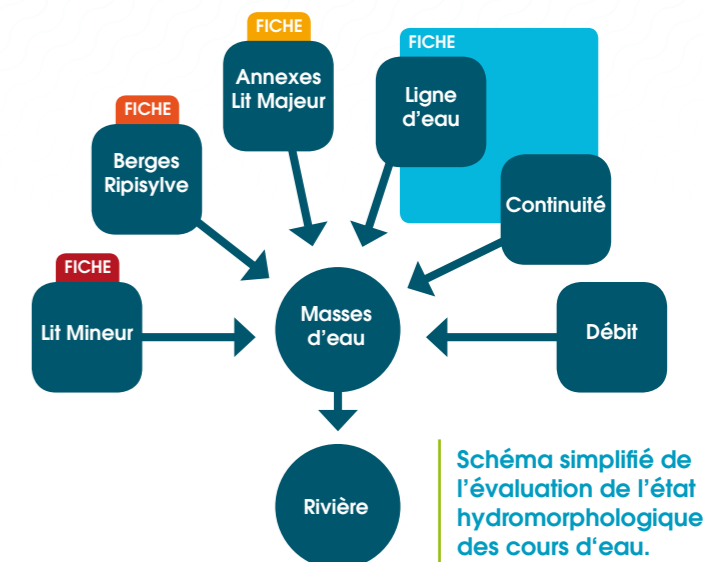 FICHE
Annexes
Lit Majeur
FICHE
Ligne
d'eau
FICHE
Berges
Ripisylve
Continuité
FICHE
Lit Mineur
Masses
d'eau
Débit
Rivière
Schéma simplifié de
l'évaluation de l'état
hydromorphologique
des cours d'eau.